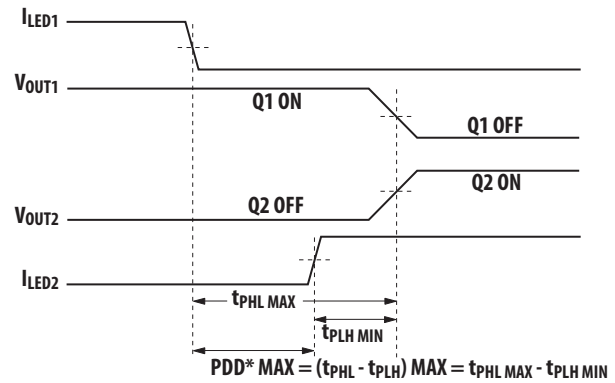 ILED1
VOUT1
Q1 ON
Q1 OFF
Q2 ON
Q2 OFF
VOUT2
ILED2
tPHL MAX
tPLH MIN
PDD* MAX = (tPHL - tPLH) MAX = tPHL MAX - tPLH MIN